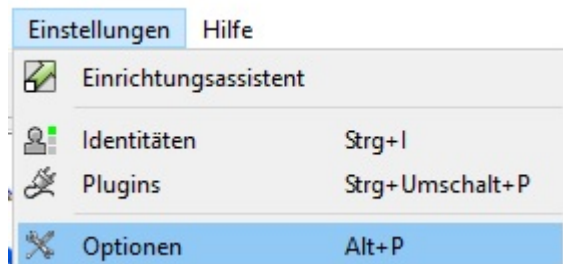 Einstellungen Hilfe
Einrichtungsassistent
Identitäten Strg+I
Plugins Strg+Umschalt+P
Optionen Alt+P